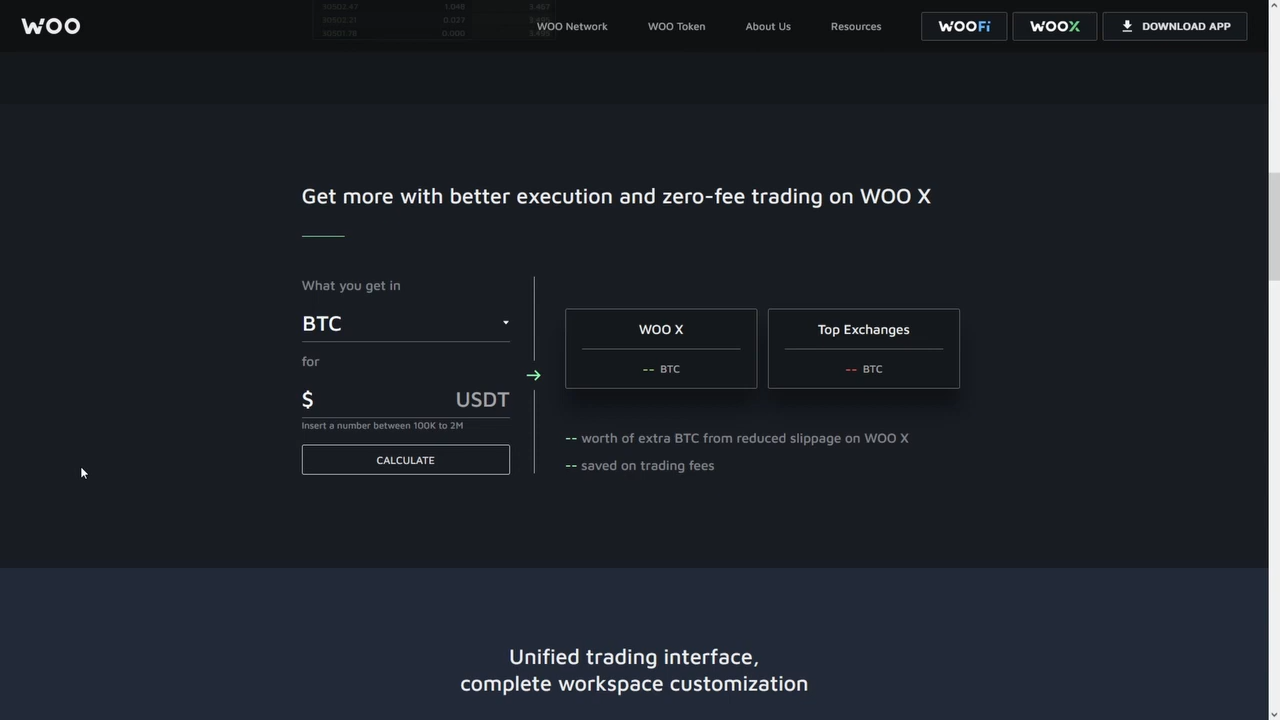 WOO
WOO Network
WOO Token
About Us
Resources
WOOFi
WOOX
DOWNLOAD APP
Get more with better execution and zero-fee trading on WOO X
What you get in
BTC
for
$ USDT
Insert a number between 100K to 2M
CALCULATE
WOO X
-- BTC
Top Exchanges
-- BTC
-- worth of extra BTC from reduced slippage on WOO X
-- saved on trading fees
Unified trading interface,
complete workspace customization